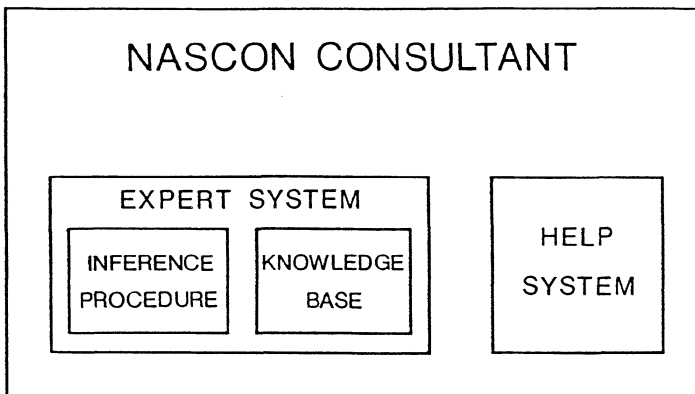 NASCON CONSULTANT
EXPERT SYSTEM
INFERENCE
PROCEDURE
KNOWLEDGE
BASE
HELP
SYSTEM